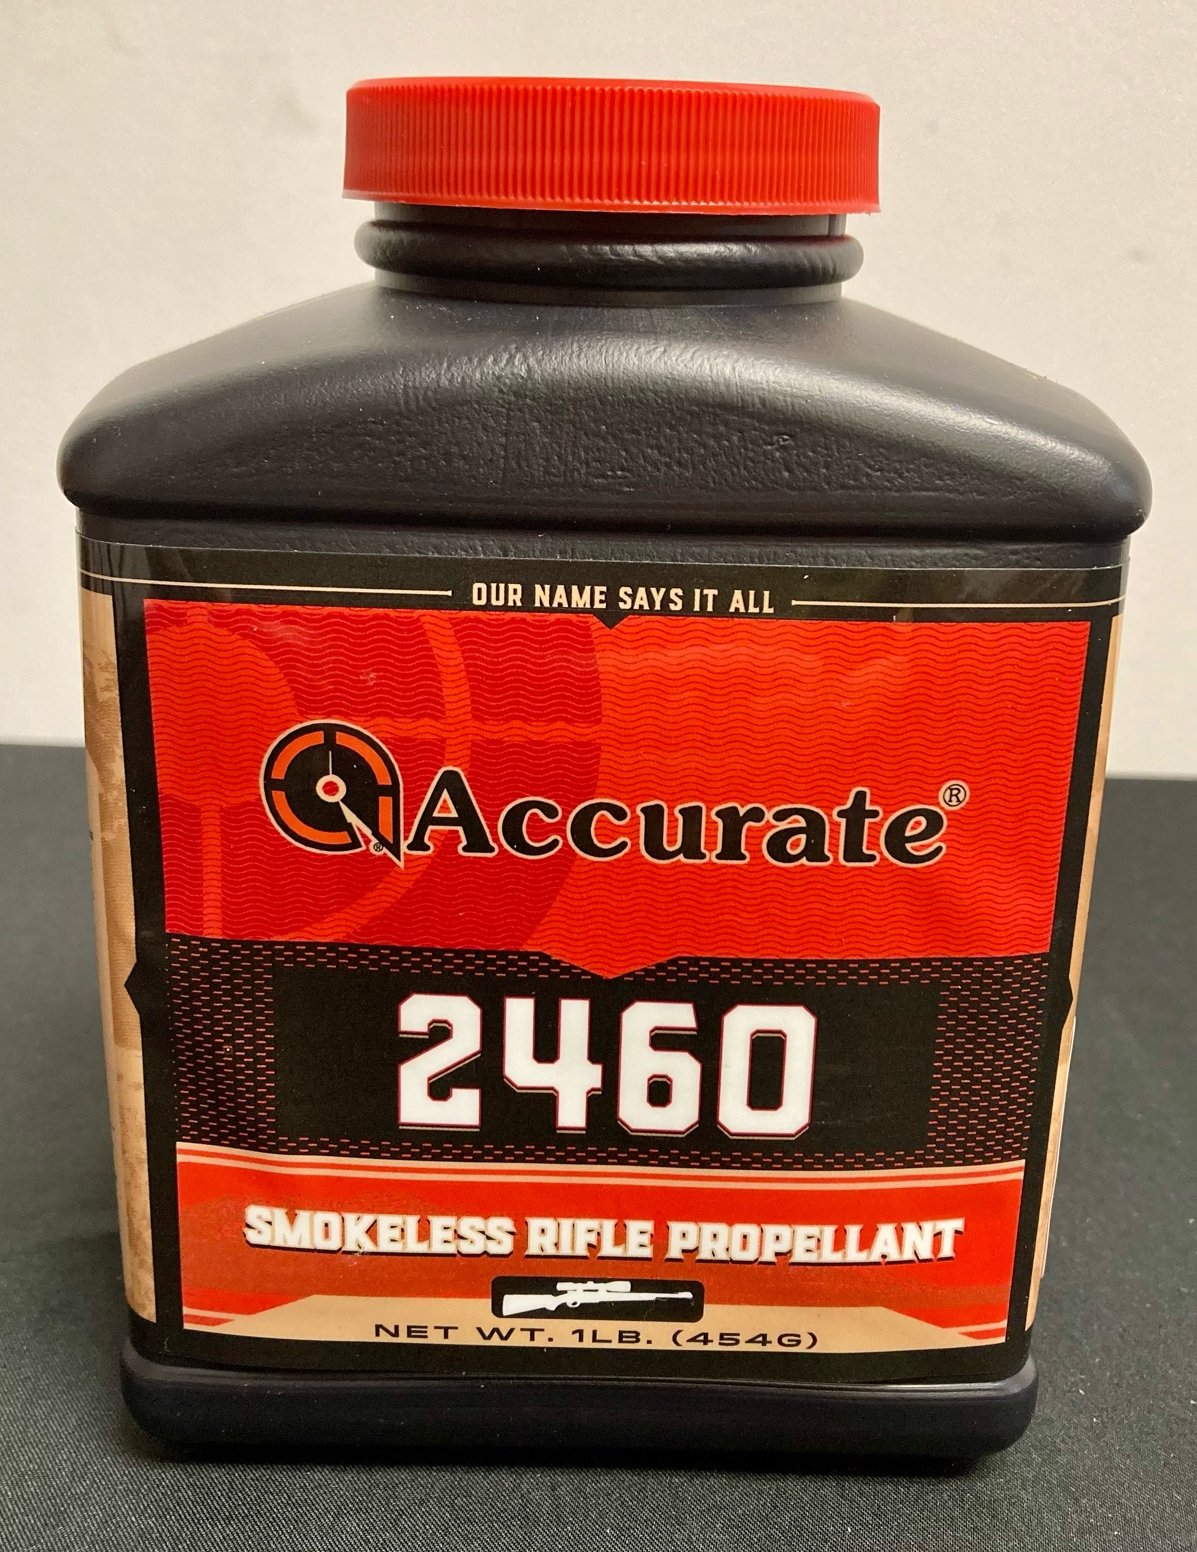 OUR NAME SAYS IT ALL
Accurate®
2460
SMOKELESS RIFLE PROPELLANT
NET WT. 1LB. (454G)